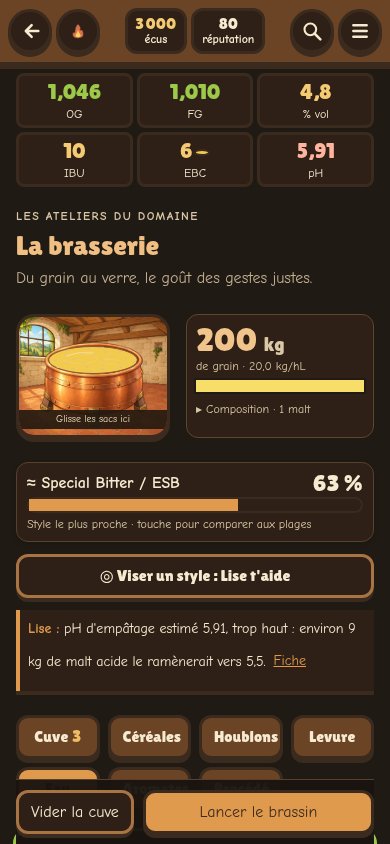 3 000
écus
80
réputation
1,046
OG
1,010
FG
4,8
% vol
10
IBU
6
EBC
5,91
pH
LES ATELIERS DU DOMAINE
La brasserie
Du grain au verre, le goût des gestes justes.
Glisse les sacs ici
200 kg
de grain · 20,0 kg/hL
▸ Composition · 1 malt
≈ Special Bitter / ESB
63 %
Style le plus proche · touche pour comparer aux plages
◎ Viser un style : Lise t'aide
Lise : pH d'empâtage estimé 5,91, trop haut : environ 9
kg de malt acide le ramènerait vers 5,5. Fiche
Cuve 3
Céréales
Houblons
Levure
Vider la cuve
Lancer le brassin